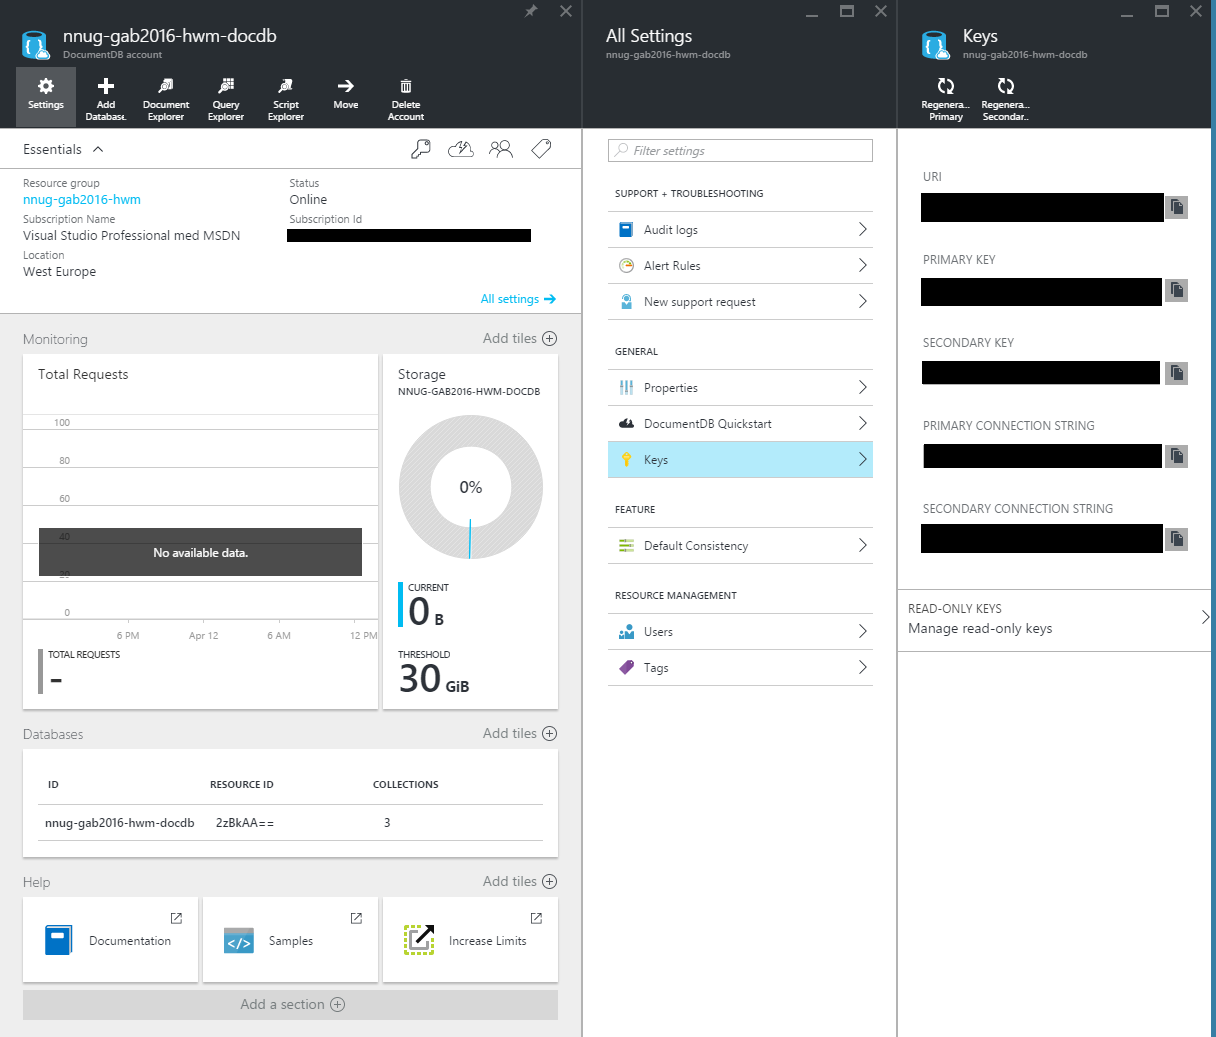 nnug-gab2016-hwm-docdb
DocumentDB account
Settings
Add Database.
Document Explorer
Query Explorer
Script Explorer
Move
Delete Account
Essentials
Resource group
nnug-gab2016-hwm
Subscription Name
Visual Studio Professional med MSDN
Location
West Europe
Status
Online
Subscription Id
All settings
Monitoring
Add tiles
Total Requests
100
80
60
40
No available data.
20
0
6 PM
Apr 12
6 AM
12 PM
TOTAL REQUESTS
-
Storage
NNUG-GAB2016-HWM-DOCDB
0%
CURRENT
0 B
THRESHOLD
30 GiB
Databases
Add tiles
ID RESOURCE ID COLLECTIONS
nnug-gab2016-hwm-docdb 2zBkAA== 3
Help
Add tiles
Documentation
Samples
Increase Limits
Add a section
All Settings
nnug-gab2016-hwm-docdb
Filter settings
SUPPORT + TROUBLESHOOTING
Audit logs
Alert Rules
New support request
GENERAL
Properties
DocumentDB Quickstart
Keys
FEATURE
Default Consistency
RESOURCE MANAGEMENT
Users
Tags
Keys
nnug-gab2016-hwm-docdb
Regenera... Primary
Regenera... Secondar..
URI
PRIMARY KEY
SECONDARY KEY
PRIMARY CONNECTION STRING
SECONDARY CONNECTION STRING
READ-ONLY KEYS
Manage read-only keys